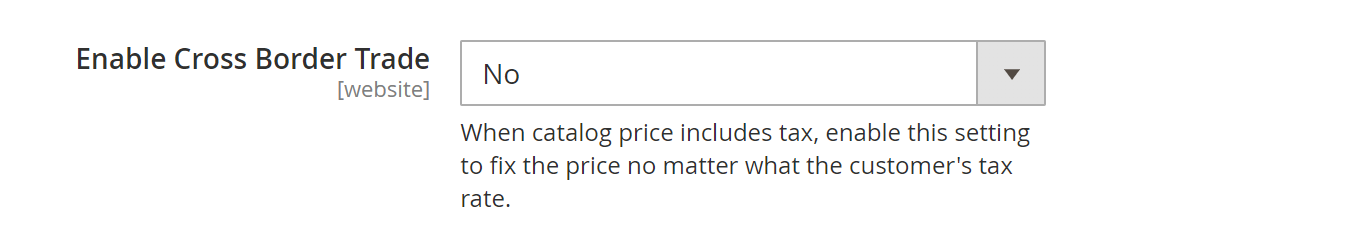 Enable Cross Border Trade
[website]
No
When catalog price includes tax, enable this setting
to fix the price no matter what the customer's tax
rate.